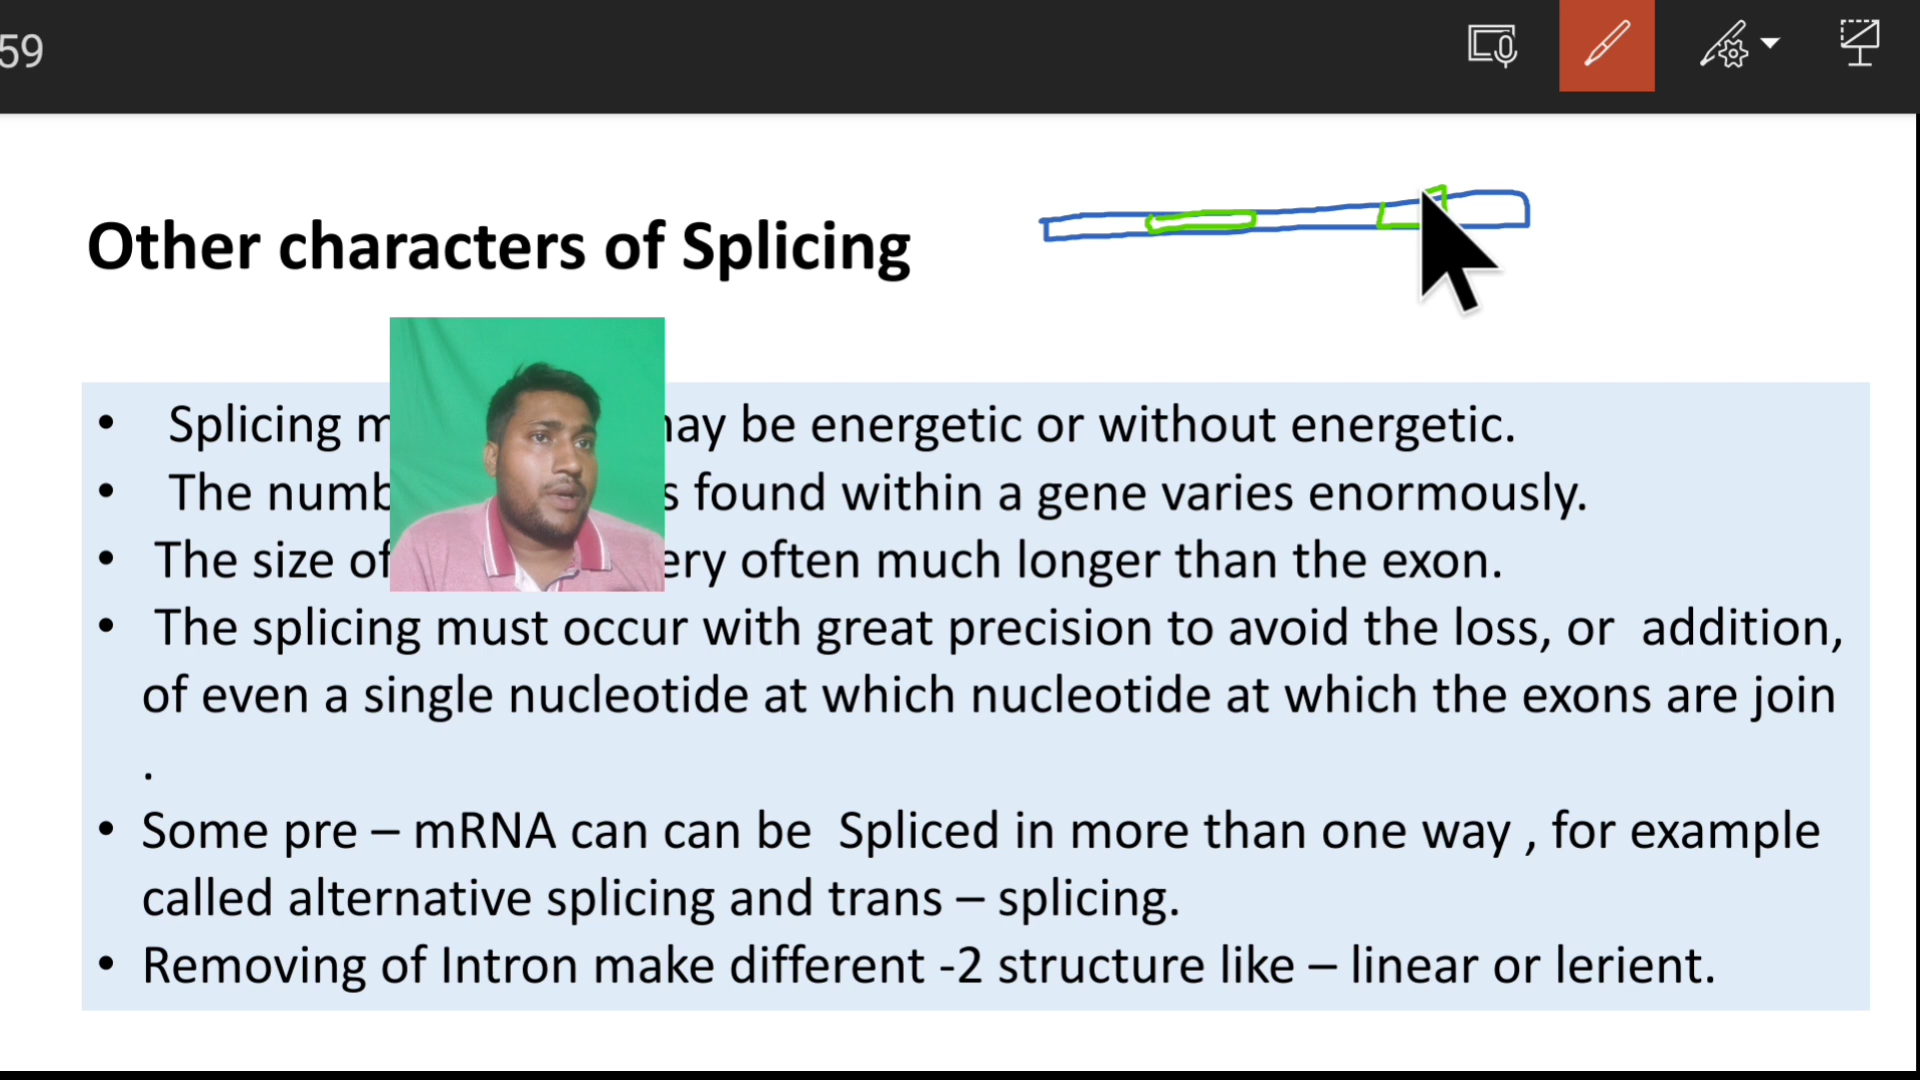 59
Other characters of Splicing
• Splicing may be energetic or without energetic.
• The found within a gene varies enormously.
• The size of often much longer than the exon.
• The splicing must occur with great precision to avoid the loss, or addition,
of even a single nucleotide at which nucleotide at which the exons are join
.
• Some pre – mRNA can can be Spliced in more than one way , for example
called alternative splicing and trans – splicing.
• Removing of Intron make different -2 structure like – linear or lerient.